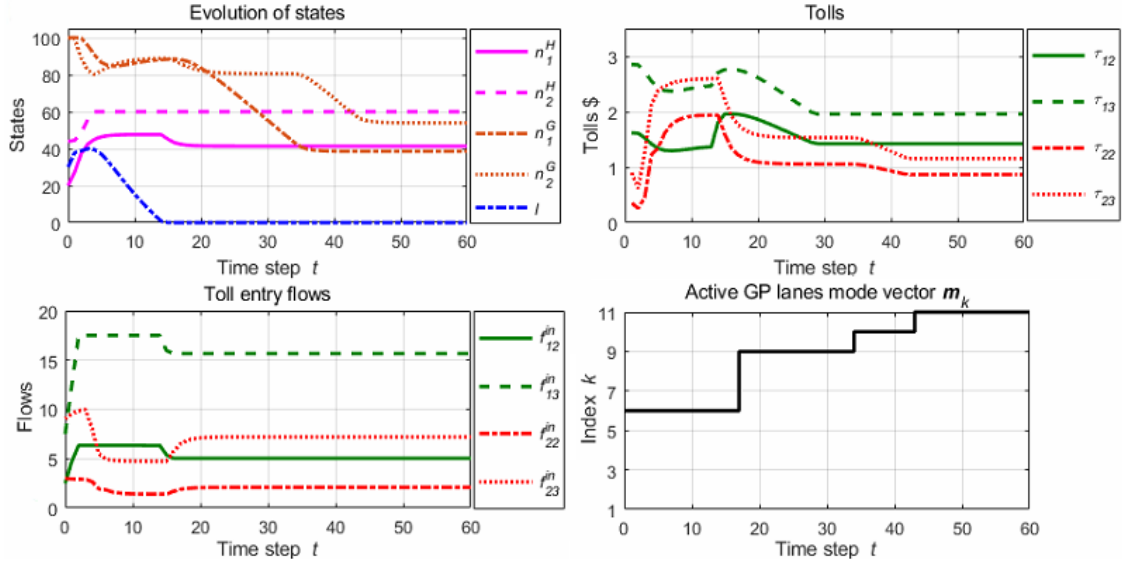 Evolution of states
States
100
80
60
40
20
0
0 10 20 30 40 50 60
Time step t
n₁ᴴ
n₂ᴴ
n₁ᴳ
n₂ᴳ
l
Tolls
Tolls $
3
2
1
0
0 10 20 30 40 50 60
Time step t
τ₁₂
τ₁₃
τ₂₂
τ₂₃
Toll entry flows
Flows
20
15
10
5
0
0 10 20 30 40 50 60
Time step t
f₁₂ⁱⁿ
f₁₃ⁱⁿ
f₂₂ⁱⁿ
f₂₃ⁱⁿ
Active GP lanes mode vector mₖ
Index k
11
9
7
5
3
1
0 10 20 30 40 50 60
Time step t